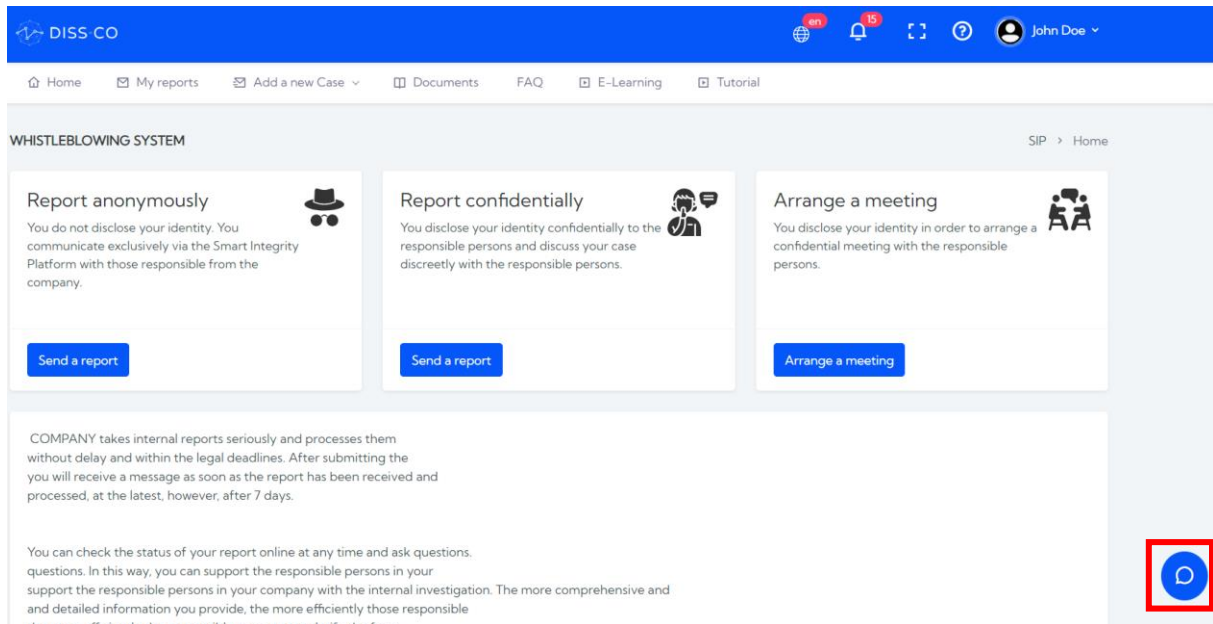 DISS·CO
en
15
John Doe
Home
My reports
Add a new Case
Documents
FAQ
E-Learning
Tutorial
WHISTLEBLOWING SYSTEM
SIP > Home
Report anonymously
You do not disclose your identity. You
communicate exclusively via the Smart Integrity
Platform with those responsible from the
company.
Send a report
Report confidentially
You disclose your identity confidentially to the
responsible persons and discuss your case
discreetly with the responsible persons.
Send a report
Arrange a meeting
You disclose your identity in order to arrange a
confidential meeting with the responsible
persons.
Arrange a meeting
COMPANY takes internal reports seriously and processes them
without delay and within the legal deadlines. After submitting the
you will receive a message as soon as the report has been received and
processed, at the latest, however, after 7 days.
You can check the status of your report online at any time and ask questions.
questions. In this way, you can support the responsible persons in your
support the responsible persons in your company with the internal investigation. The more comprehensive and
and detailed information you provide, the more efficiently those responsible